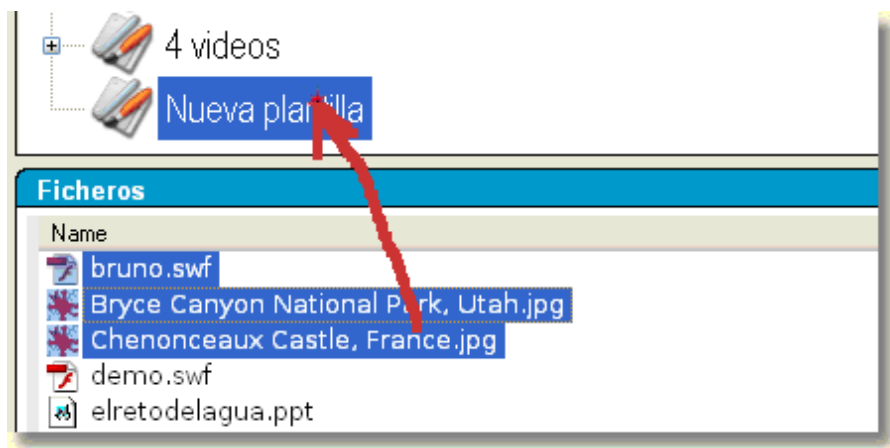 4 videos
Nueva plantilla
Ficheros
Name
bruno.swf
Bryce Canyon National Park, Utah.jpg
Chenonceaux Castle, France.jpg
demo.swf
elretodelagua.ppt